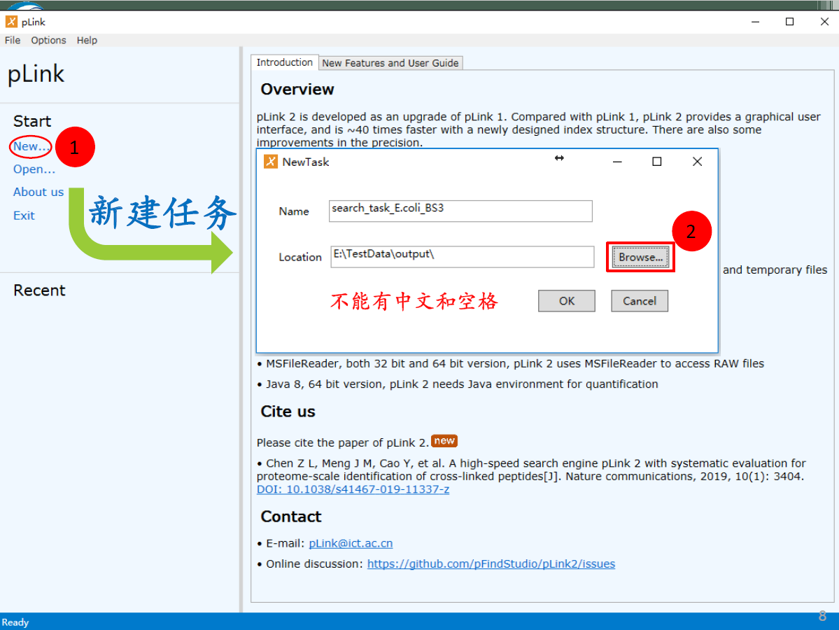 pLink
File Options Help
pLink
Start
New...
1
Open...
About us
Exit
新建任务
Recent
Introduction
New Features and User Guide
Overview
pLink 2 is developed as an upgrade of pLink 1. Compared with pLink 1, pLink 2 provides a graphical user
interface, and is ~40 times faster with a newly designed index structure. There are also some
improvements in the precision.
NewTask
Name
search_task_E.coli_BS3
2
Location
E:\TestData\output\
Browse...
不能有中文和空格
OK
Cancel
and temporary files
• MSFileReader, both 32 bit and 64 bit version, pLink 2 uses MSFileReader to access RAW files
• Java 8, 64 bit version, pLink 2 needs Java environment for quantification
Cite us
Please cite the paper of pLink 2. new
• Chen Z L, Meng J M, Cao Y, et al. A high-speed search engine pLink 2 with systematic evaluation for
proteome-scale identification of cross-linked peptides[J]. Nature communications, 2019, 10(1): 3404.
DOI: 10.1038/s41467-019-11337-z
Contact
• E-mail: pLink@ict.ac.cn
• Online discussion: https://github.com/pFindStudio/pLink2/issues
Ready
8